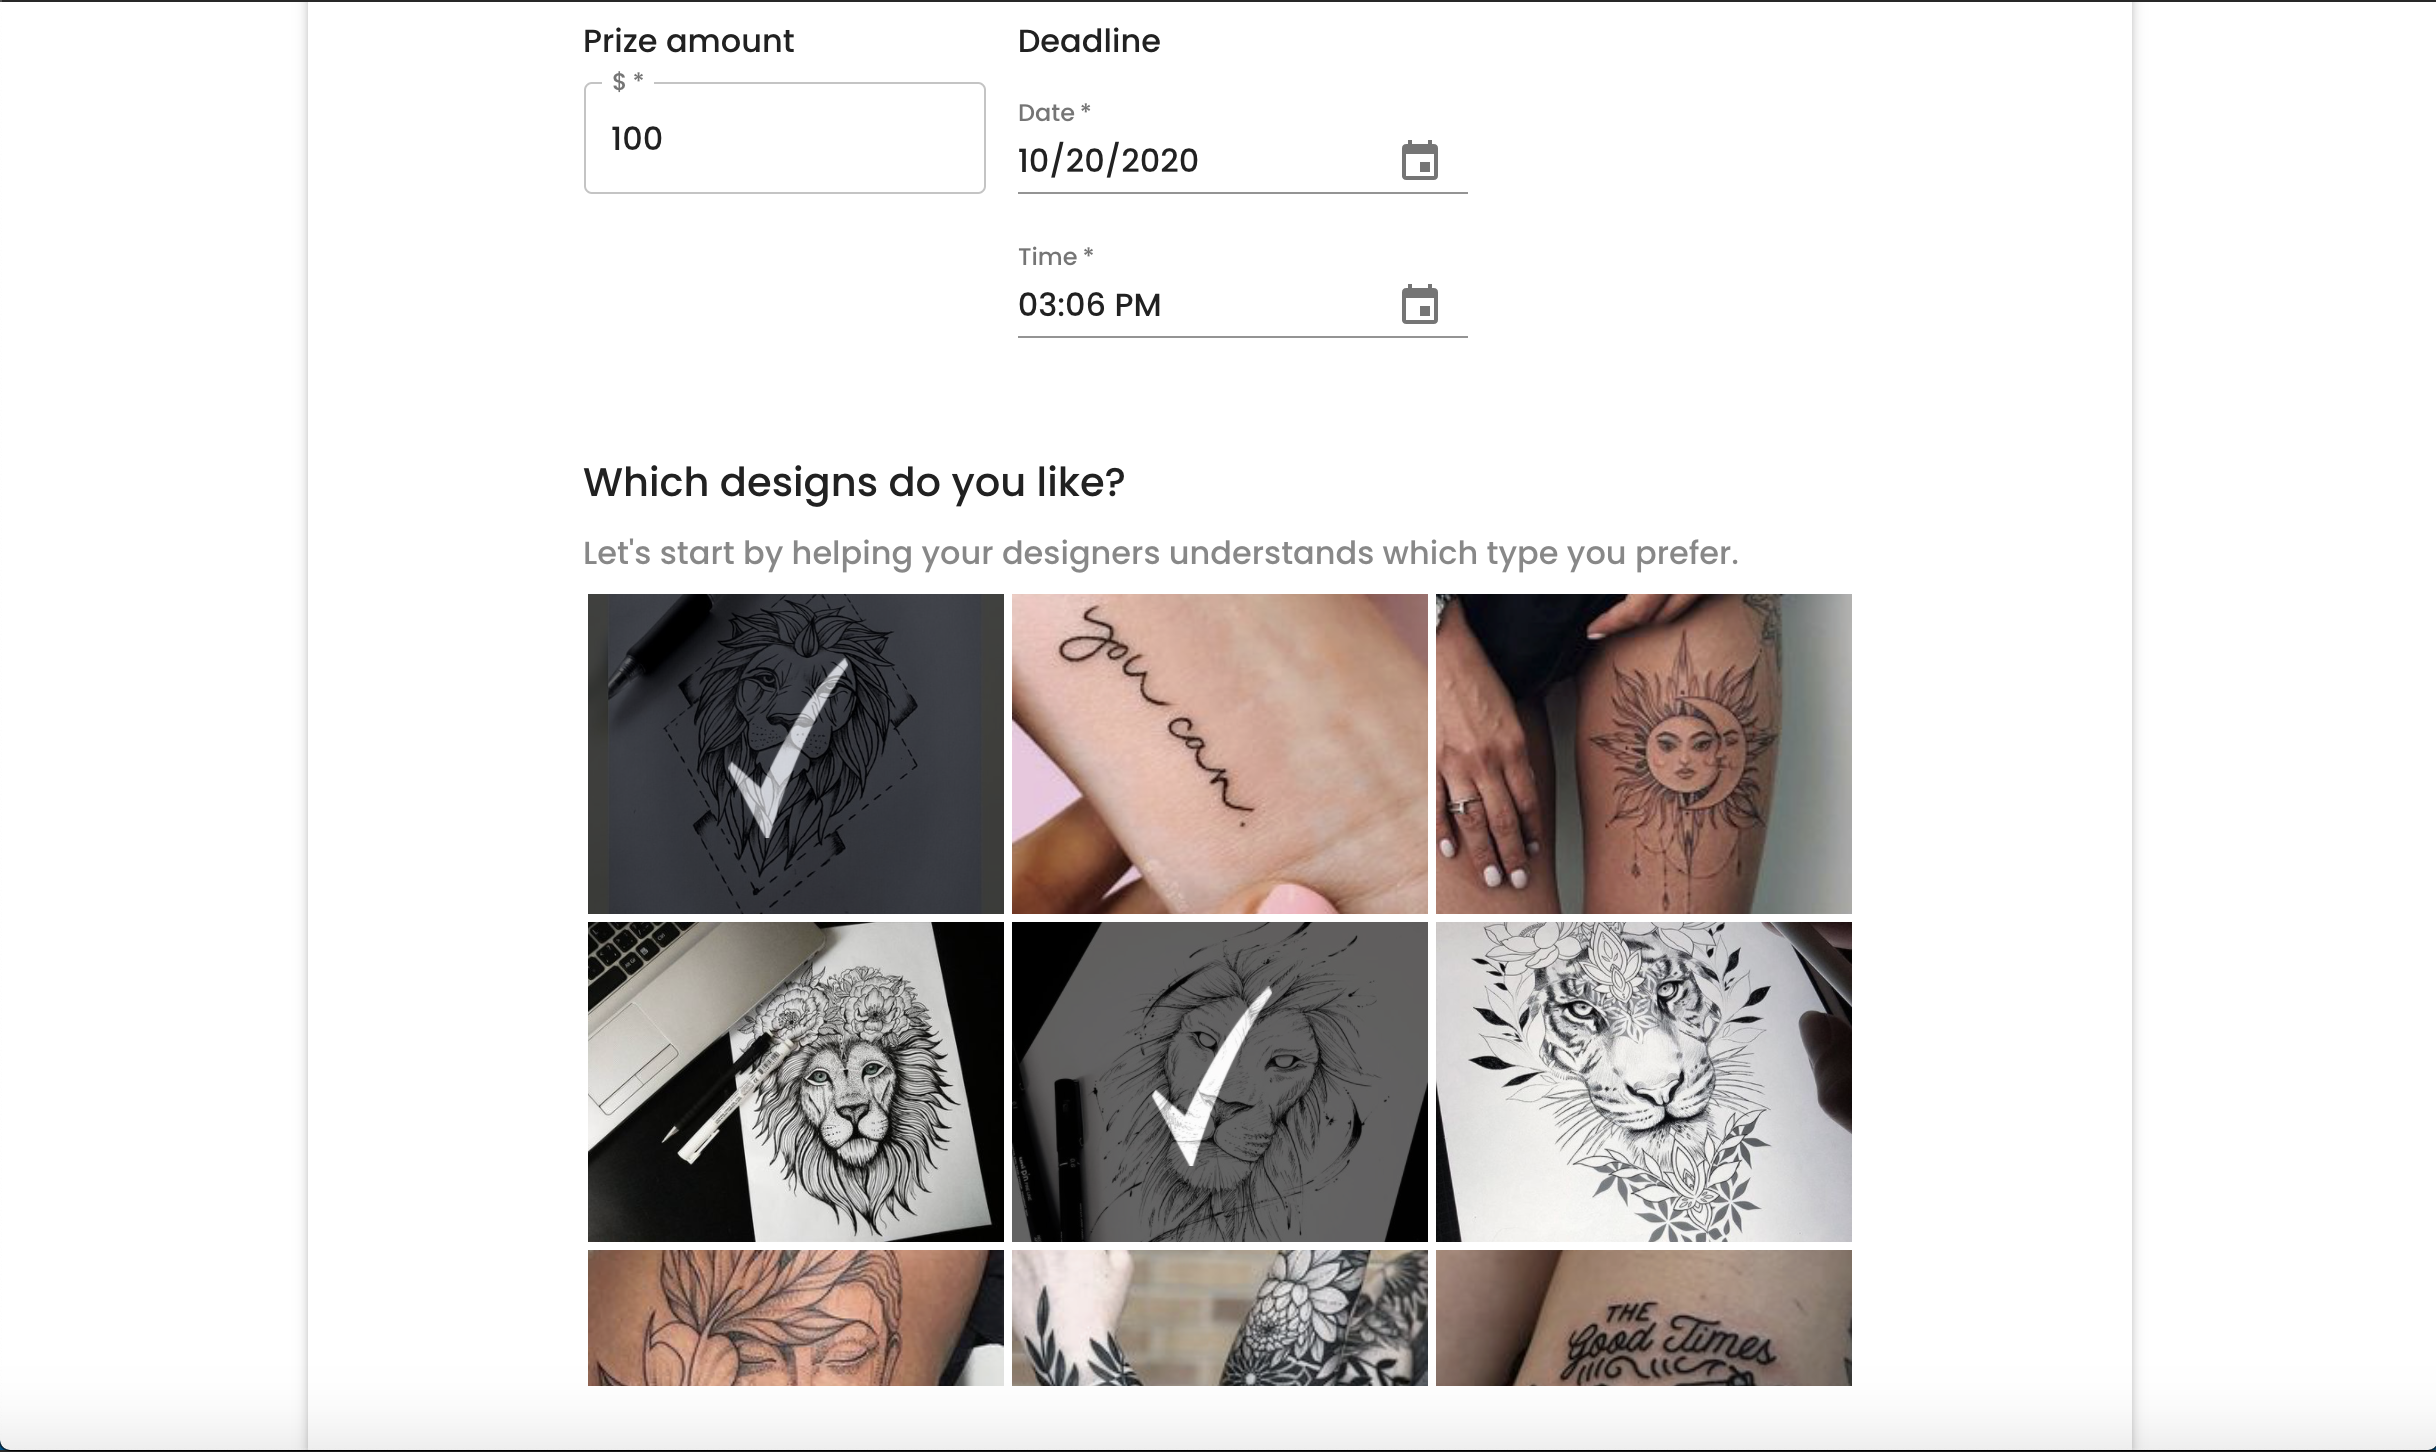 Prize amount
Deadline
$ *
100
Date *
10/20/2020
Time *
03:06 PM
Which designs do you like?
Let's start by helping your designers understands which type you prefer.
you can.
THE
Good Times